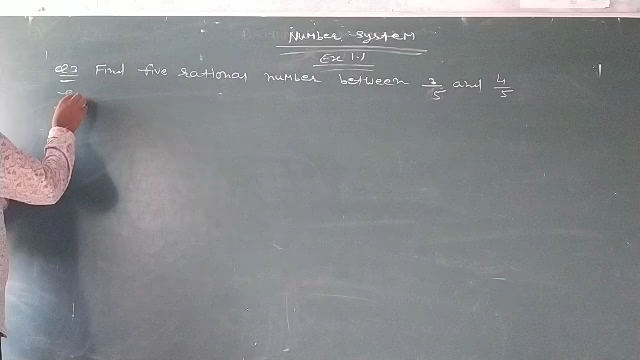 Number System
Ex 1.1
Q3 Find five rational number between 3/5 and 4/5